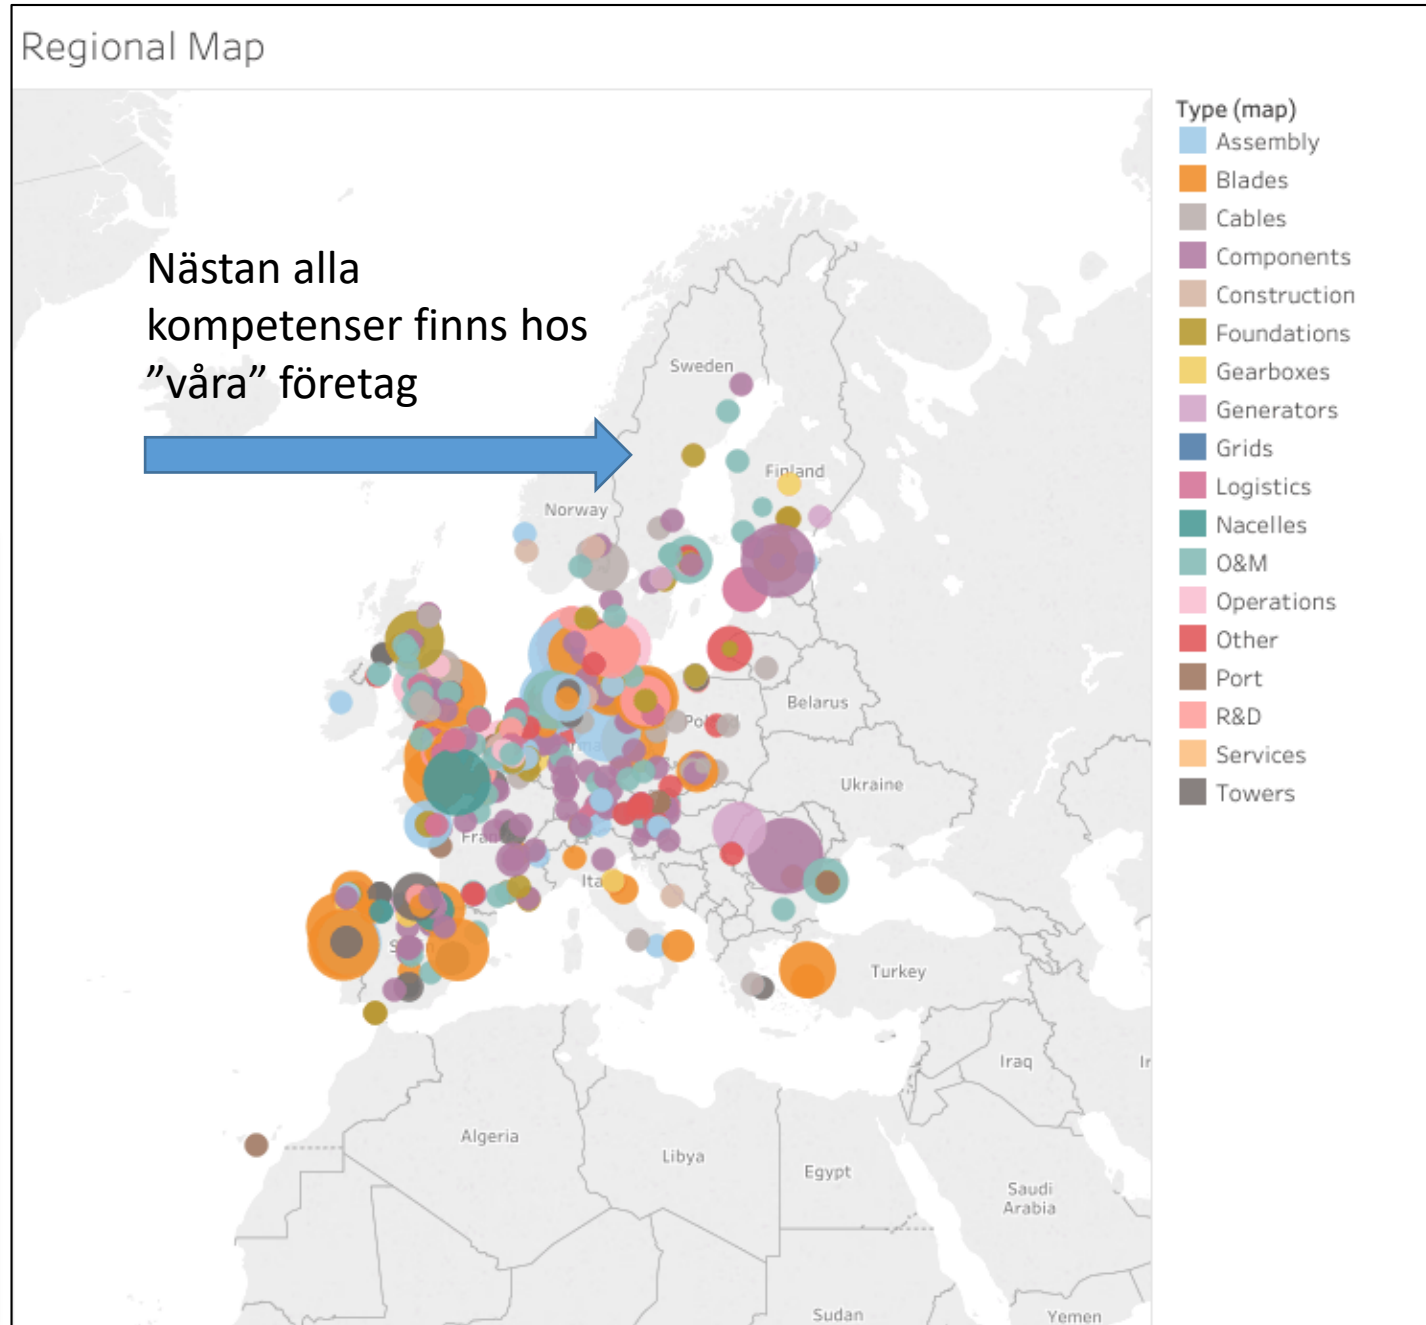 Regional Map
Nästan alla
kompetenser finns hos
”våra” företag
Type (map)
Assembly
Blades
Cables
Components
Construction
Foundations
Gearboxes
Generators
Grids
Logistics
Nacelles
O&M
Operations
Other
Port
R&D
Services
Towers
Sweden
Finland
Norway
Belarus
Ukraine
Turkey
Iraq
Algeria
Libya
Egypt
Saudi
Arabia
Sudan
Yemen